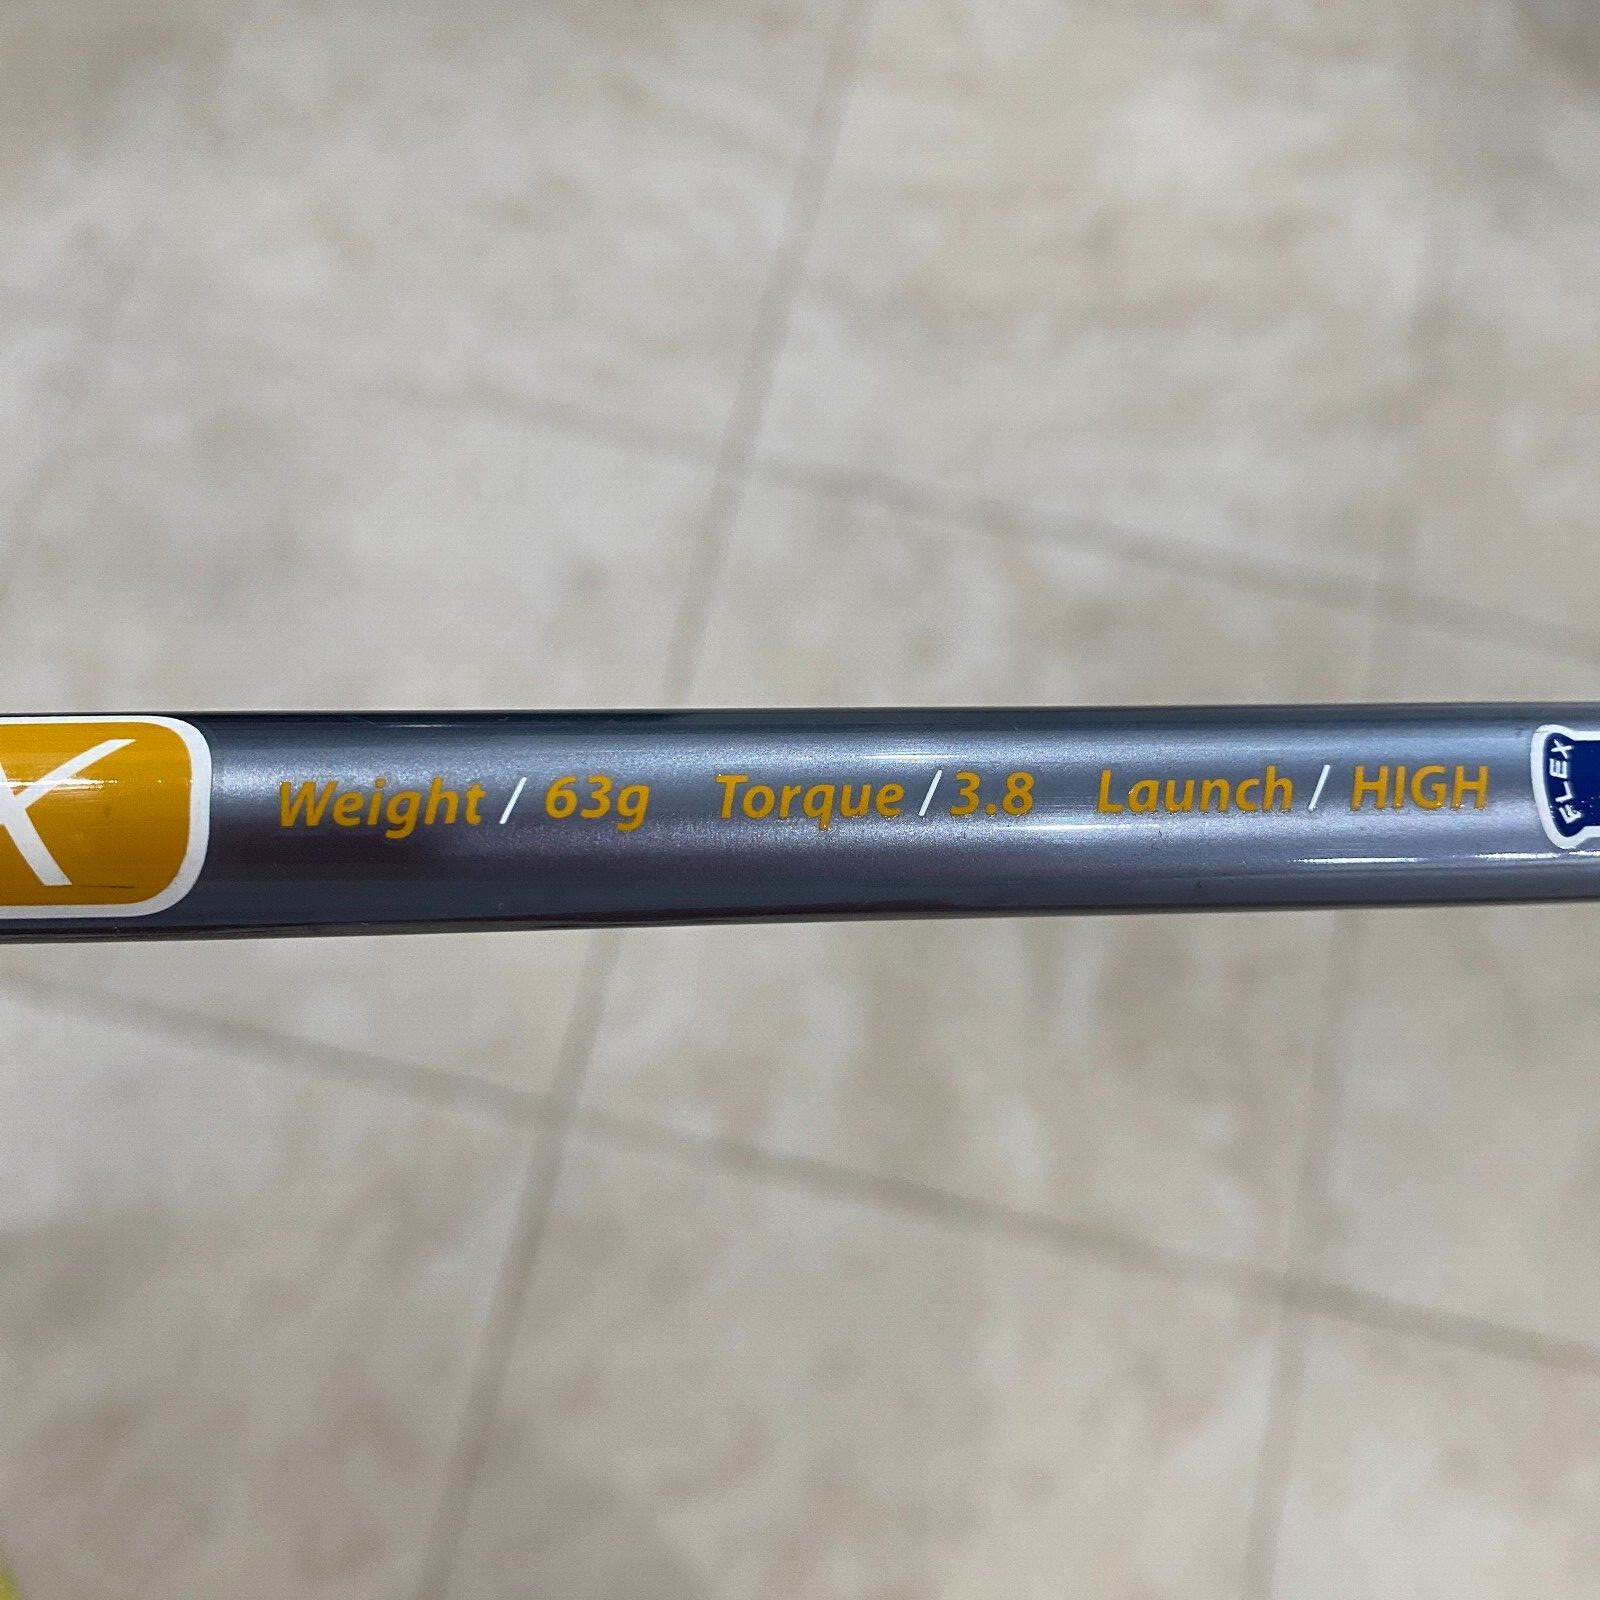 X Weight / 63g Torque / 3.8 Launch / HIGH FLEX